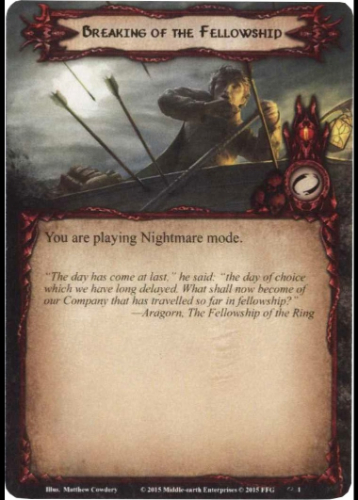 BREAKING OF THE FELLOWSHIP
You are playing Nightmare mode.
"The day has come at last," he said: "the day of choice
which we have long delayed. What shall now become of
our Company that has travelled so far in fellowship?"
—Aragorn, The Fellowship of the Ring
Illus. Matthew Cowdery © 2015 Middle-earth Enterprises © 2015 FFG 1